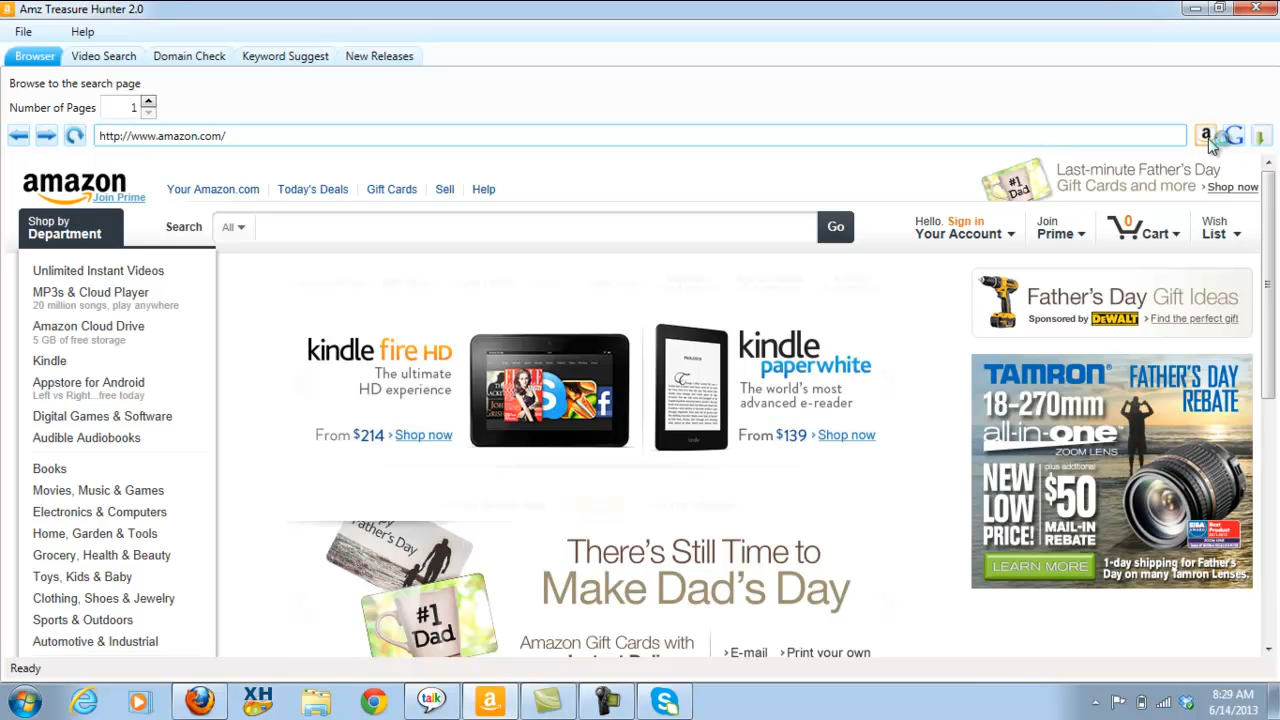 Amz Treasure Hunter 2.0
File Help
Browser Video Search Domain Check Keyword Suggest New Releases
Browse to the search page
Number of Pages 1
http://www.amazon.com/
a G
amazon
Join Prime
Your Amazon.com Today's Deals Gift Cards Sell Help
#1 Dad
Last-minute Father's Day
Gift Cards and more › Shop now
Shop by
Department
Search All Go
Hello. Sign in
Your Account
Join
Prime
0
Cart
Wish
List
Unlimited Instant Videos
MP3s & Cloud Player
20 million songs, play anywhere
Amazon Cloud Drive
5 GB of free storage
Kindle
Appstore for Android
Left vs Right...free today
Digital Games & Software
Audible Audiobooks
Books
Movies, Music & Games
Electronics & Computers
Home, Garden & Tools
Grocery, Health & Beauty
Toys, Kids & Baby
Clothing, Shoes & Jewelry
Sports & Outdoors
Automotive & Industrial
kindle fire HD
The ultimate
HD experience
From $214 › Shop now
kindle
paperwhite
The world's most
advanced e-reader
From $139 › Shop now
Father's Day Gift Ideas
Sponsored by DEWALT › Find the perfect gift
TAMRON®
18-270mm
all-in-one™
ZOOM LENS
FATHER'S DAY
REBATE
NEW
LOW
PRICE!
plus additional
$50
MAIL-IN
REBATE
LEARN MORE
1-day shipping for Father's
Day on many Tamron Lenses.
Father's Day
#1
Dad
There's Still Time to
Make Dad's Day
Amazon Gift Cards with
› E-mail › Print your own
Ready
XH
talk
8:29 AM
6/14/2013